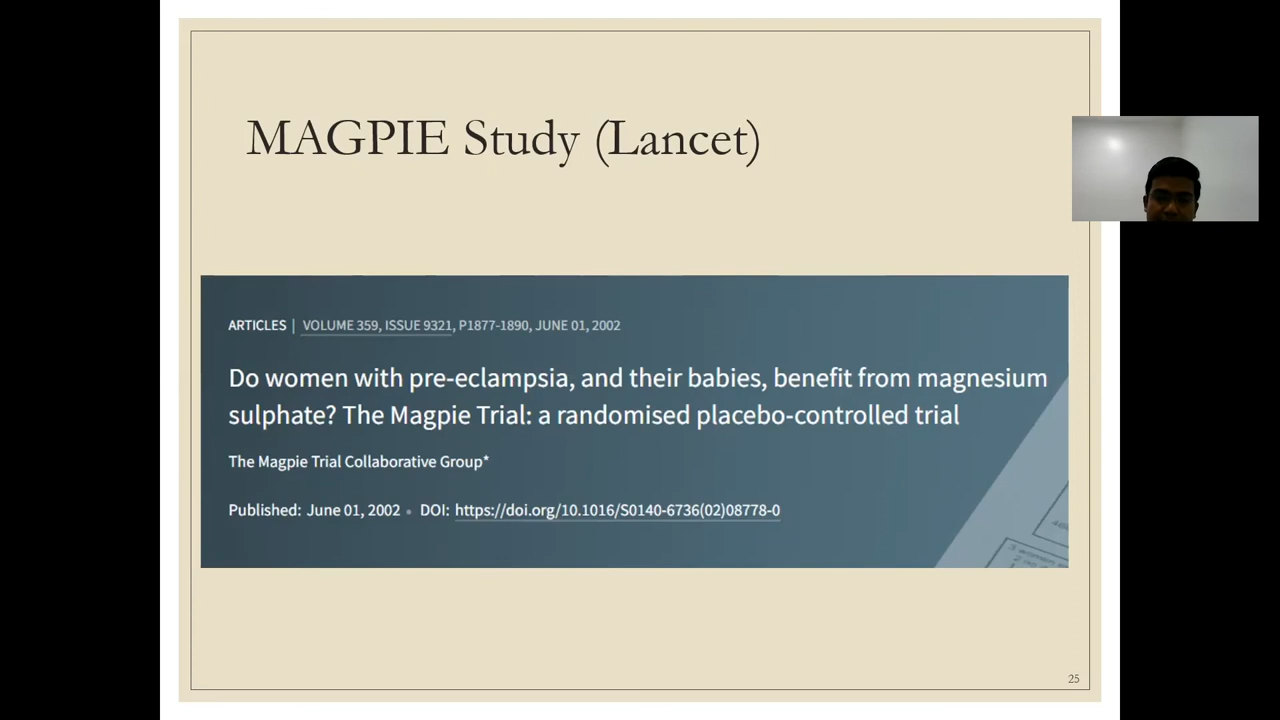 MAGPIE Study (Lancet)
ARTICLES | VOLUME 359, ISSUE 9321, P1877-1890, JUNE 01, 2002
Do women with pre-eclampsia, and their babies, benefit from magnesium
sulphate? The Magpie Trial: a randomised placebo-controlled trial
The Magpie Trial Collaborative Group*
Published: June 01, 2002 • DOI: https://doi.org/10.1016/S0140-6736(02)08778-0
25